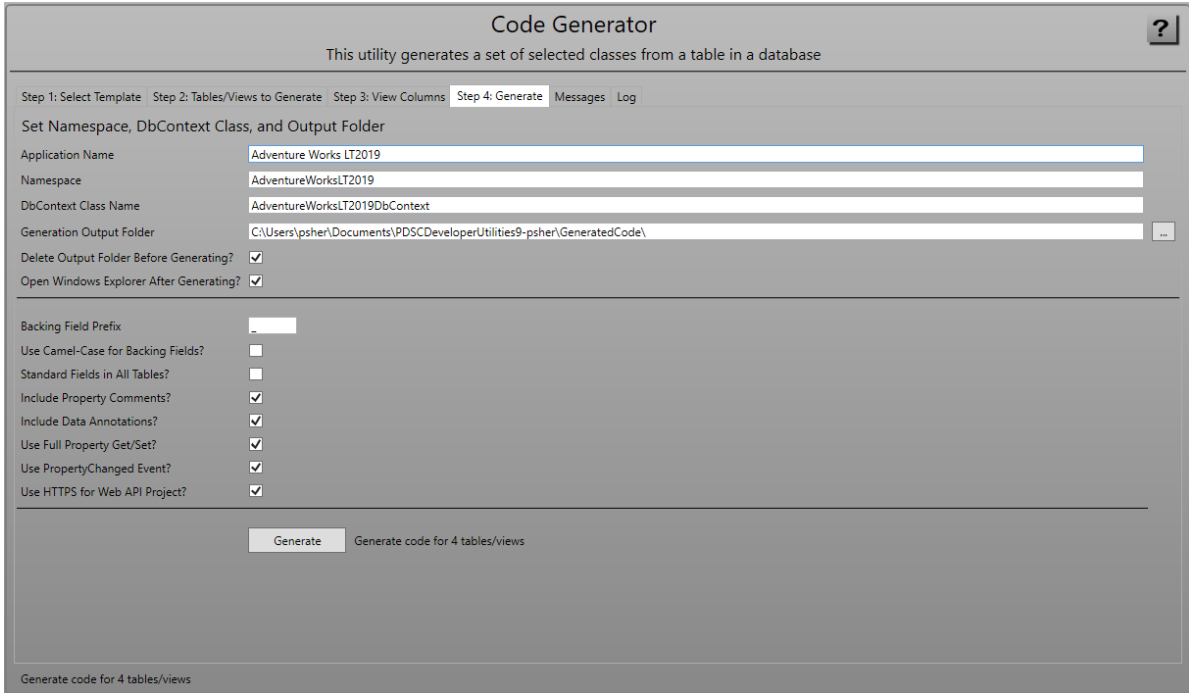 Code Generator
?
This utility generates a set of selected classes from a table in a database
Step 1: Select Template Step 2: Tables/Views to Generate Step 3: View Columns Step 4: Generate Messages Log
Set Namespace, DbContext Class, and Output Folder
Application Name Adventure Works LT2019
Namespace AdventureWorksLT2019
DbContext Class Name AdventureWorksLT2019DbContext
Generation Output Folder C:\Users\psher\Documents\PDSCDeveloperUtilities9-psher\GeneratedCode\ ...
Delete Output Folder Before Generating?
Open Windows Explorer After Generating?
Backing Field Prefix _
Use Camel-Case for Backing Fields?
Standard Fields in All Tables?
Include Property Comments?
Include Data Annotations?
Use Full Property Get/Set?
Use PropertyChanged Event?
Use HTTPS for Web API Project?
Generate Generate code for 4 tables/views
Generate code for 4 tables/views